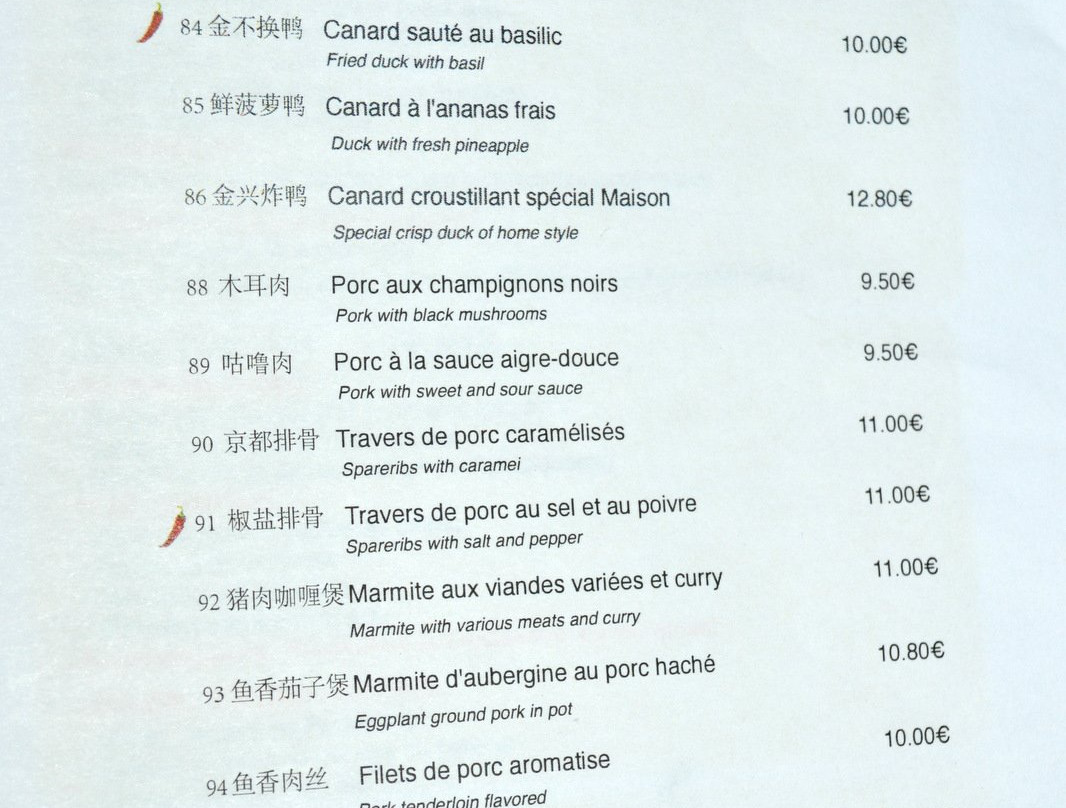 84 金不换鸭 Canard sauté au basilic 10.00€
Fried duck with basil
85 鲜菠萝鸭 Canard à l'ananas frais 10.00€
Duck with fresh pineapple
86 金兴炸鸭 Canard croustillant spécial Maison 12.80€
Special crisp duck of home style
88 木耳肉 Porc aux champignons noirs 9.50€
Pork with black mushrooms
89 咕噜肉 Porc à la sauce aigre-douce 9.50€
Pork with sweet and sour sauce
90 京都排骨 Travers de porc caramélisés 11.00€
Spareribs with caramei
91 椒盐排骨 Travers de porc au sel et au poivre 11.00€
Spareribs with salt and pepper
92 猪肉咖喱煲 Marmite aux viandes variées et curry 11.00€
Marmite with various meats and curry
93 鱼香茄子煲 Marmite d'aubergine au porc haché 10.80€
Eggplant ground pork in pot
94 鱼香肉丝 Filets de porc aromatise 10.00€
Pork tenderloin flavored